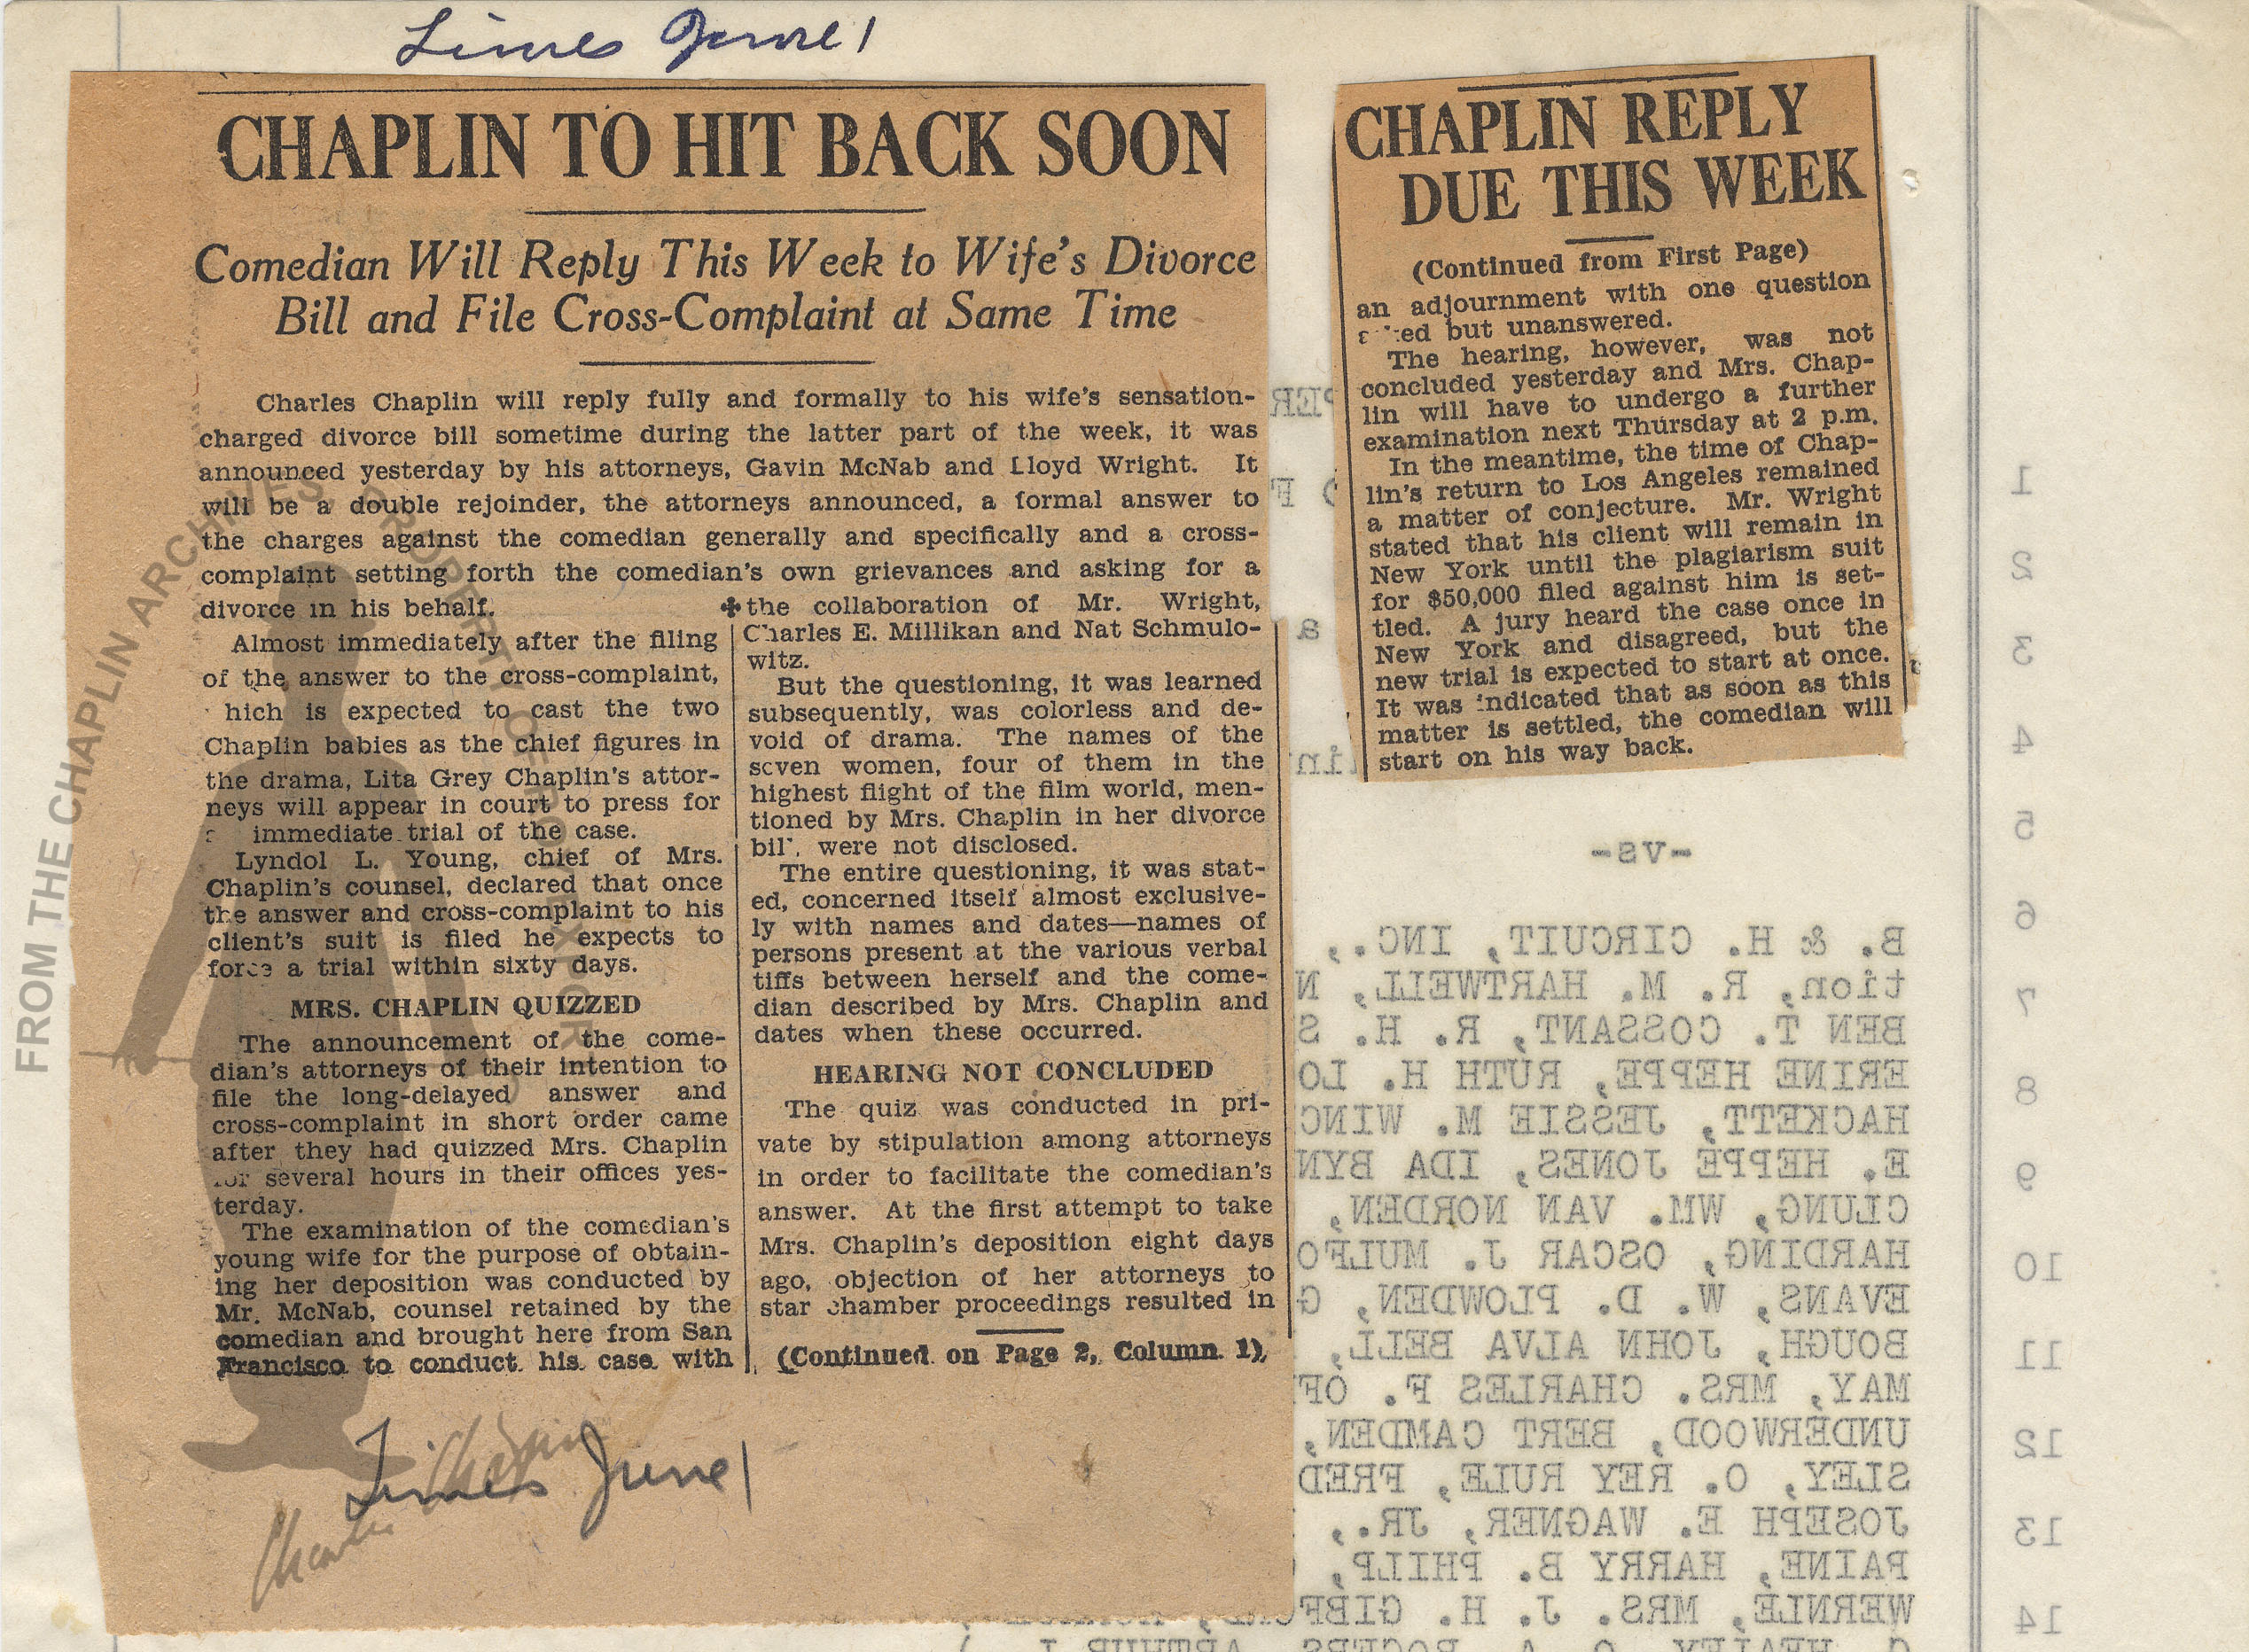 Times June 1
CHAPLIN TO HIT BACK SOON
Comedian Will Reply This Week to Wife's Divorce
Bill and File Cross-Complaint at Same Time
Charles Chaplin will reply fully and formally to his wife's sensation-
charged divorce bill sometime during the latter part of the week, it was
announced yesterday by his attorneys, Gavin McNab and Lloyd Wright. It
will be a double rejoinder, the attorneys announced, a formal answer to
the charges against the comedian generally and specifically and a cross-
complaint setting forth the comedian's own grievances and asking for a
divorce in his behalf.
Almost immediately after the filing
of the answer to the cross-complaint,
hich is expected to cast the two
Chaplin babies as the chief figures in
the drama, Lita Grey Chaplin's attor-
neys will appear in court to press for
immediate trial of the case.
Lyndol L. Young, chief of Mrs.
Chaplin's counsel, declared that once
the answer and cross-complaint to his
client's suit is filed he expects to
force a trial within sixty days.
MRS. CHAPLIN QUIZZED
The announcement of the come-
dian's attorneys of their intention to
file the long-delayed answer and
cross-complaint in short order came
after they had quizzed Mrs. Chaplin
for several hours in their offices yes-
terday.
The examination of the comedian's
young wife for the purpose of obtain-
ing her deposition was conducted by
Mr. McNab, counsel retained by the
comedian and brought here from San
Francisco to conduct his case with
the collaboration of Mr. Wright,
Charles E. Millikan and Nat Schmulo-
witz.
But the questioning, it was learned
subsequently, was colorless and de-
void of drama. The names of the
seven women, four of them in the
highest flight of the film world, men-
tioned by Mrs. Chaplin in her divorce
bill, were not disclosed.
The entire questioning, it was stat-
ed, concerned itself almost exclusive-
ly with names and dates—names of
persons present at the various verbal
tiffs between herself and the come-
dian described by Mrs. Chaplin and
dates when these occurred.
HEARING NOT CONCLUDED
The quiz was conducted in pri-
vate by stipulation among attorneys
in order to facilitate the comedian's
answer. At the first attempt to take
Mrs. Chaplin's deposition eight days
ago, objection of her attorneys to
star chamber proceedings resulted in
(Continued on Page 2, Column 1)
Times June 1
Charlie Chaplin
CHAPLIN REPLY
DUE THIS WEEK
(Continued from First Page)
an adjournment with one question
asked but unanswered.
The hearing, however, was not
concluded yesterday and Mrs. Chap-
lin will have to undergo a further
examination next Thursday at 2 p.m.
In the meantime, the time of Chap-
lin's return to Los Angeles remained
a matter of conjecture. Mr. Wright
stated that his client will remain in
New York until the plagiarism suit
for $50,000 filed against him is set-
tled. A jury heard the case once in
New York and disagreed, but the
new trial is expected to start at once.
It was indicated that as soon as this
matter is settled, the comedian will
start on his way back.
FROM THE CHAPLIN ARCHIVES
PROPERTY OF ROY EXPORT
-vs-
B. & H. CIRCUIT, INC.,
tion, R. M. HARTWELL, N
BEN T. COSSANT, R. H. S
ERINE HEPPE, RUTH H. LO
HACKETT, JESSIE M. WINC
E. HEPPE JONES, IDA BYN
CLUNG, WM. VAN NORDEN,
HARDING, OSCAR J. MULFO
EVANS, W. D. PLOWDEN, G
BOUGH, JOHN ALVA BELL,
MAY, MRS. CHARLES F. OF
UNDERWOOD, BERT CAMDEN,
SLEY, O. REY RULE, FRED
JOSEPH E. WAGNER, JR.,
PAINE, HARRY B. PHILP,
WERNLE, MRS. J. H.
1
2
3
4
5
6
7
8
9
10
11
12
13
14